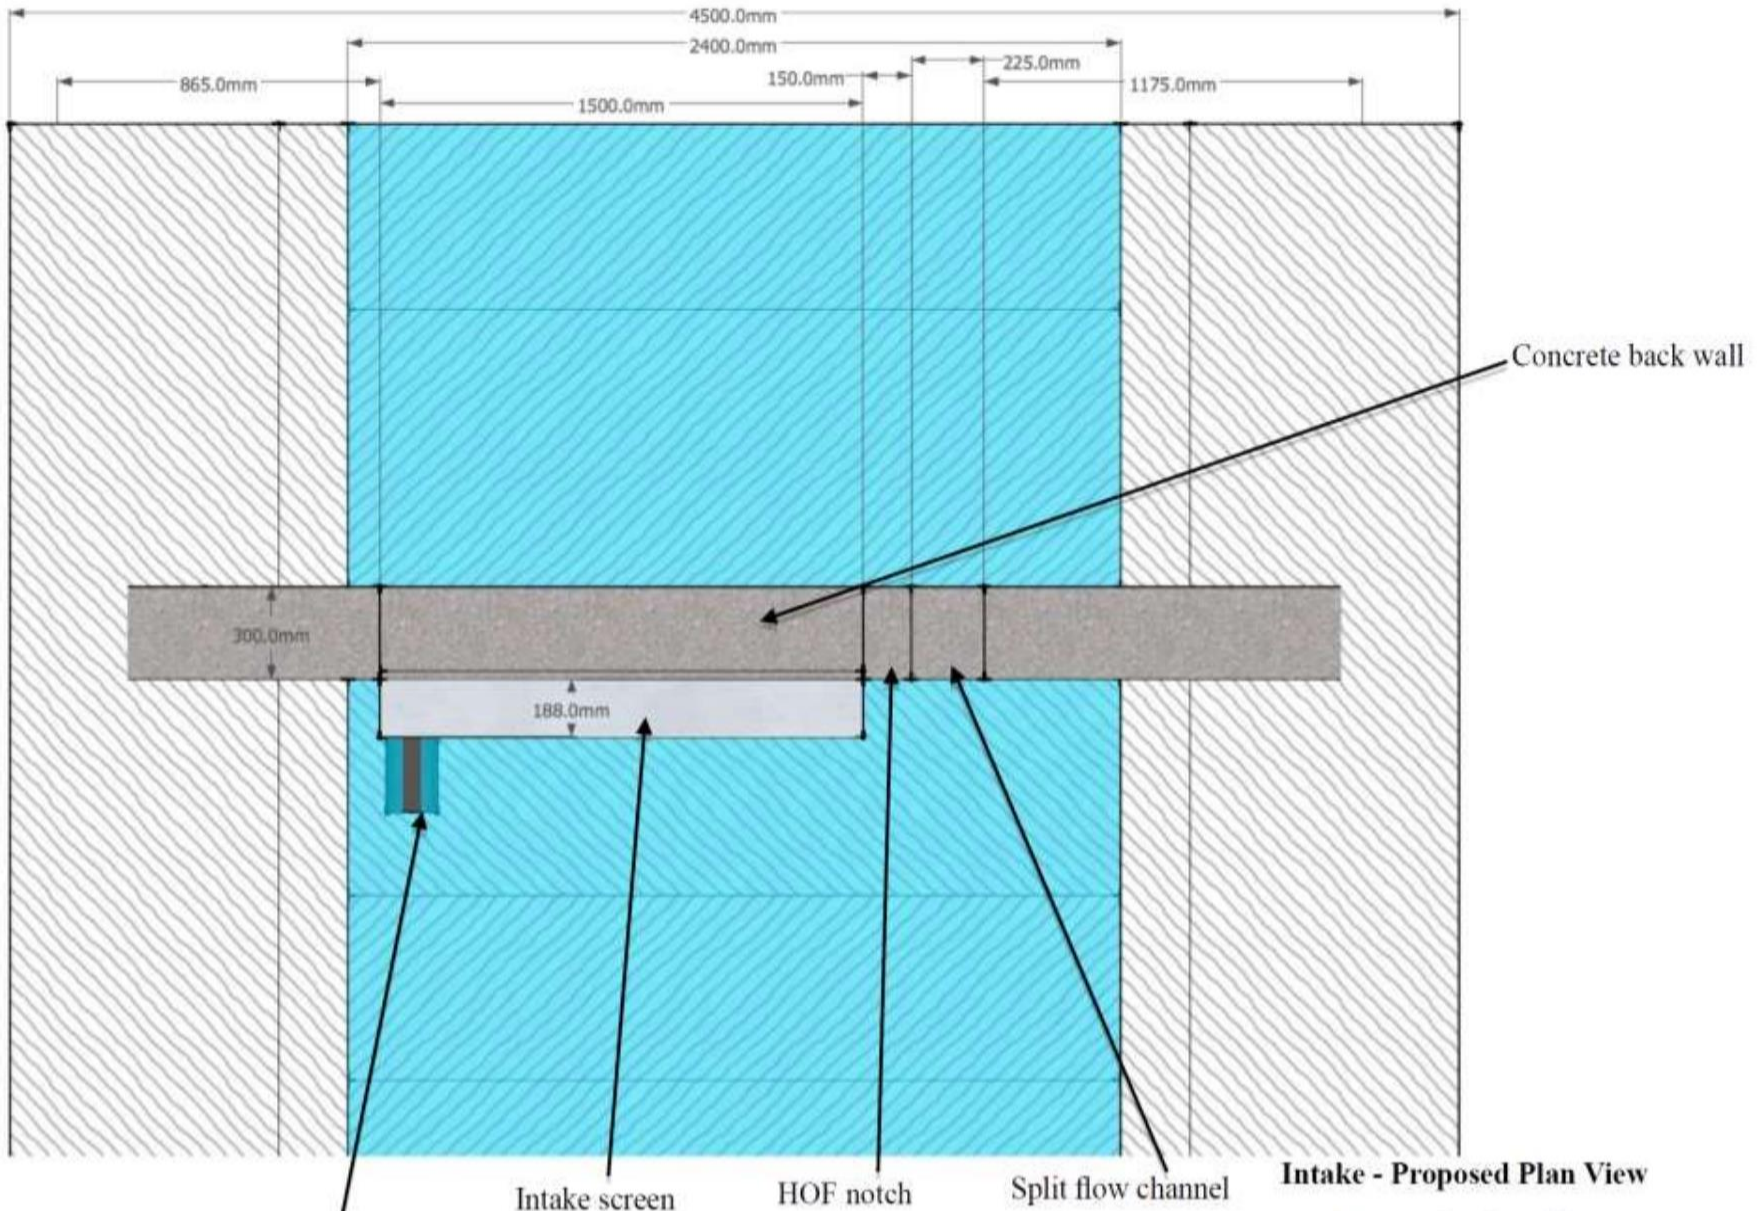 4500.0mm
2400.0mm
225.0mm
150.0mm
865.0mm
1175.0mm
1500.0mm
Concrete back wall
300.0mm
188.0mm
Intake - Proposed Plan View
Intake screen
HOF notch
Split flow channel